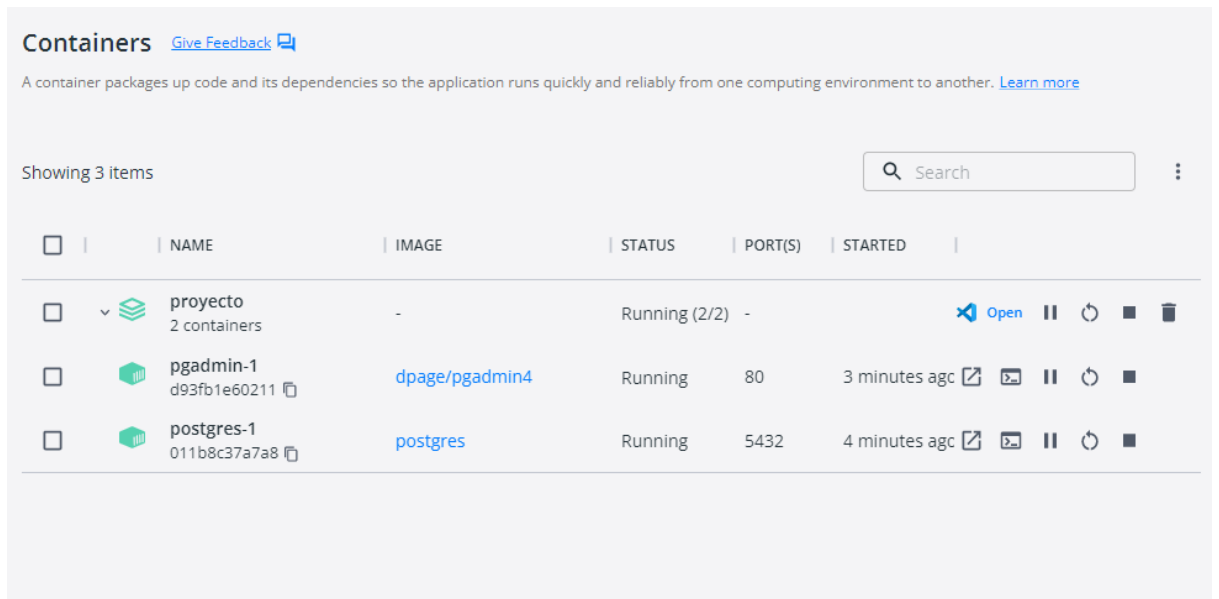 Containers Give Feedback
A container packages up code and its dependencies so the application runs quickly and reliably from one computing environment to another. Learn more
Showing 3 items
Search
NAME IMAGE STATUS PORT(S) STARTED
proyecto
2 containers
- Running (2/2) - Open
pgadmin-1
d93fb1e60211
dpage/pgadmin4 Running 80 3 minutes agc
postgres-1
011b8c37a7a8
postgres Running 5432 4 minutes agc